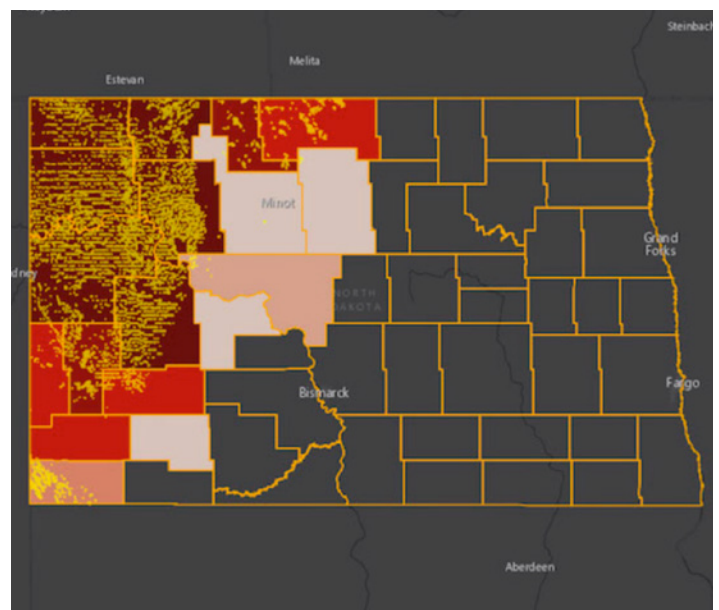 Steinbach
Melita
Estevan
Minot
Grand
Forks
dney
NORTH
DAKOTA
Fargo
Bismarck
Aberdeen